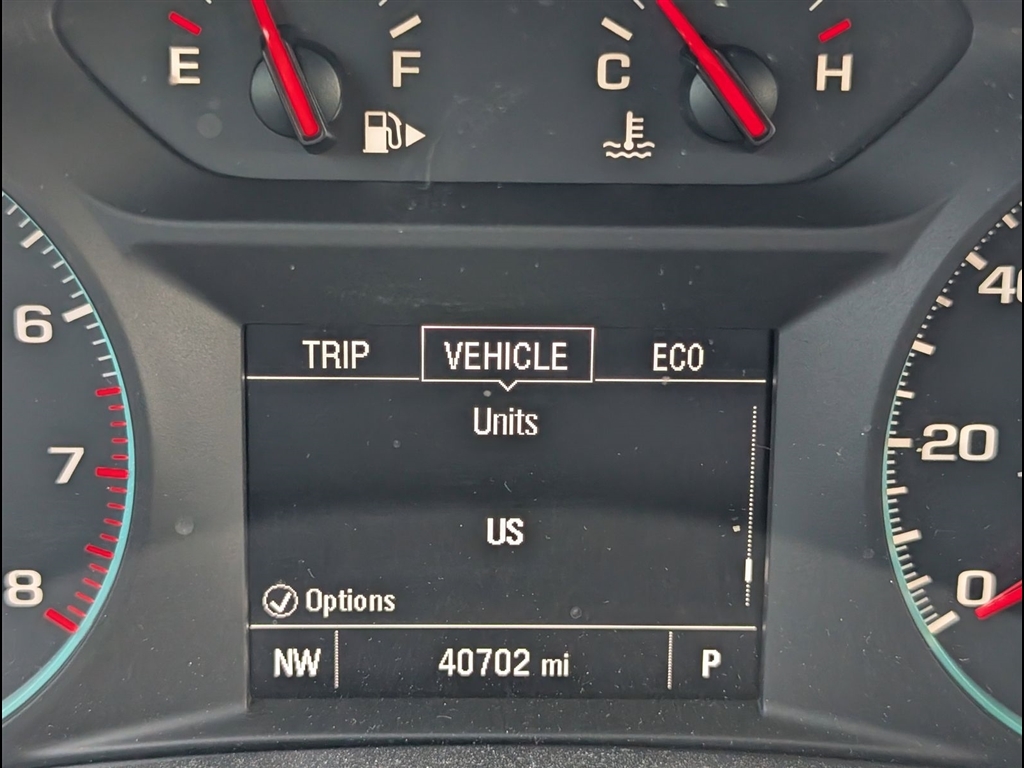 E F C H
40
6
TRIP VEHICLE ECO
Units
20
7
US
8 Options 0
NW 40702 mi P